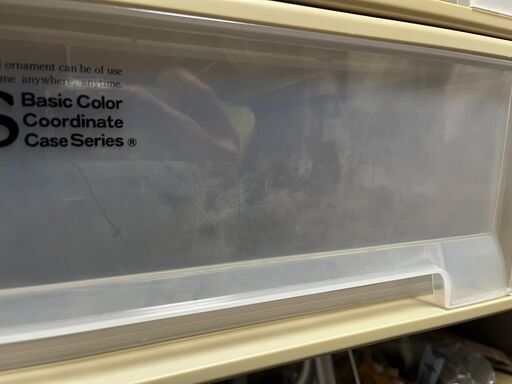 ornament can be of use
me anywhere, anytime.
S Basic Color
Coordinate
Case Series ®